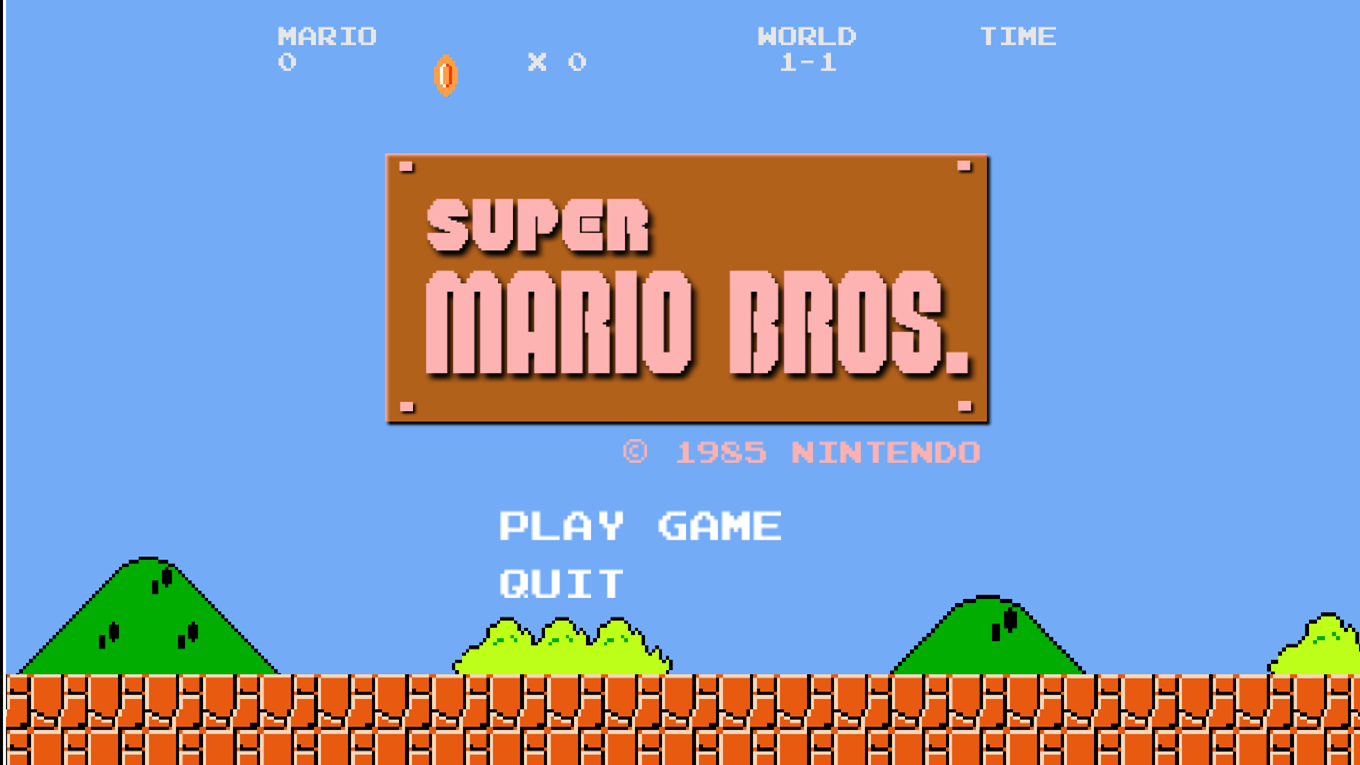 MARIO WORLD TIME
0 × 0 1-1
SUPER
MARIO BROS.
© 1985 NINTENDO
PLAY GAME
QUIT